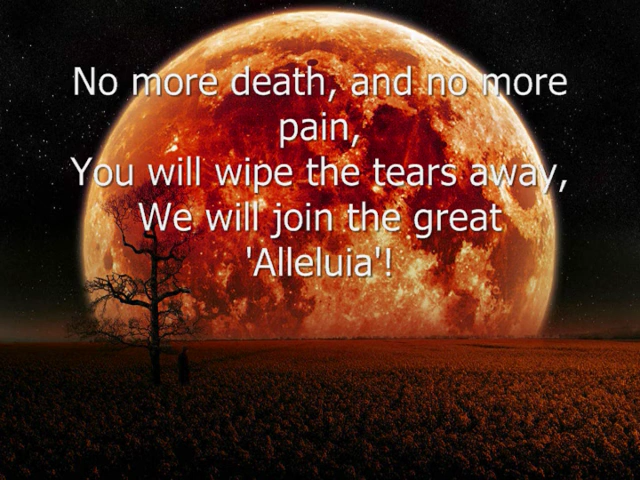 No more death, and no more
pain,
You will wipe the tears away,
We will join the great
'Alleluia'!